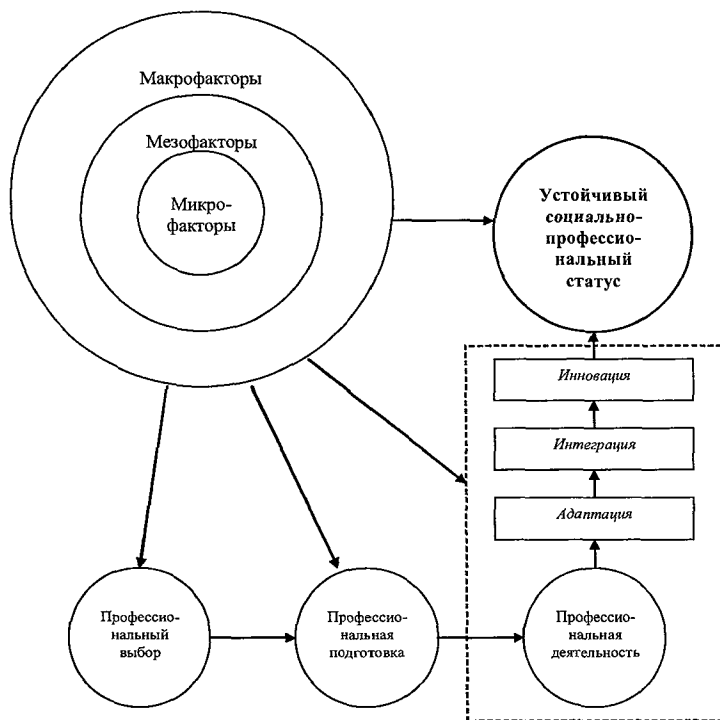 Макрофакторы
Мезофакторы
Микро-
факторы
Устойчивый
социально-
профессио-
нальный
статус
Инновация
Интеграция
Адаптация
Профессио-
нальный
выбор
Профессио-
нальная
подготовка
Профессио-
нальная
деятельность